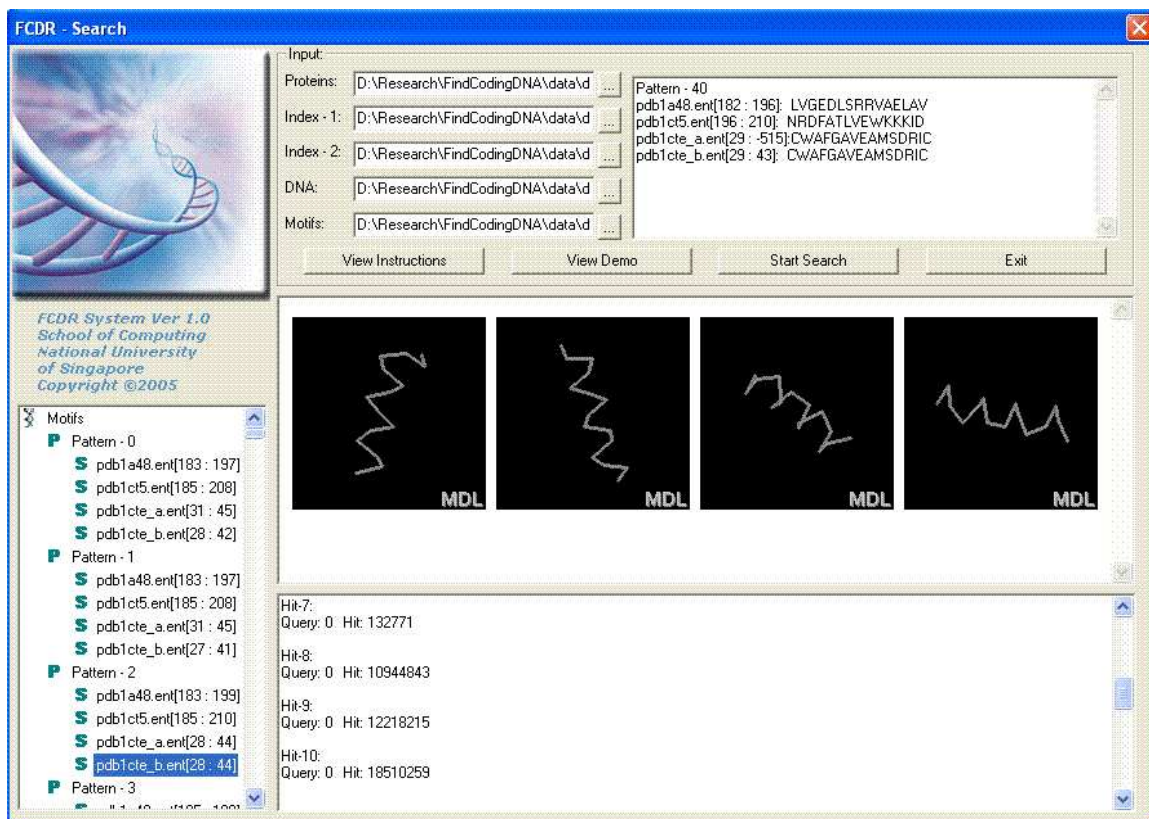 FCDR - Search
Input:
Proteins: D:\Research\FindCodingDNA\data\d ...
Index - 1: D:\Research\FindCodingDNA\data\d ...
Index - 2: D:\Research\FindCodingDNA\data\d ...
DNA: D:\Research\FindCodingDNA\data\d ...
Motifs: D:\Research\FindCodingDNA\data\d ...
Pattern - 40
pdb1a48.ent[182 : 196]: LVGEDLSRRVAELAV
pdb1ct5.ent[196 : 210]: NRDFATLVEWKKKID
pdb1cte_a.ent[29 : -515]:CWAFGAVEAMSDRIC
pdb1cte_b.ent[29 : 43]: CWAFGAVEAMSDRIC
View Instructions View Demo Start Search Exit
FCDR System Ver 1.0
School of Computing
National University
of Singapore
Copyright ©2005
Motifs
P Pattern - 0
S pdb1a48.ent[183 : 197]
S pdb1ct5.ent[185 : 208]
S pdb1cte_a.ent[31 : 45]
S pdb1cte_b.ent[28 : 42]
P Pattern - 1
S pdb1a48.ent[183 : 197]
S pdb1ct5.ent[185 : 208]
S pdb1cte_a.ent[31 : 45]
S pdb1cte_b.ent[27 : 41]
P Pattern - 2
S pdb1a48.ent[183 : 199]
S pdb1ct5.ent[185 : 210]
S pdb1cte_a.ent[28 : 44]
S pdb1cte_b.ent[28 : 44]
P Pattern - 3
MDL MDL MDL MDL
Hit-7:
Query: 0 Hit: 132771
Hit-8:
Query: 0 Hit: 10944843
Hit-9:
Query: 0 Hit: 12218215
Hit-10:
Query: 0 Hit: 18510259